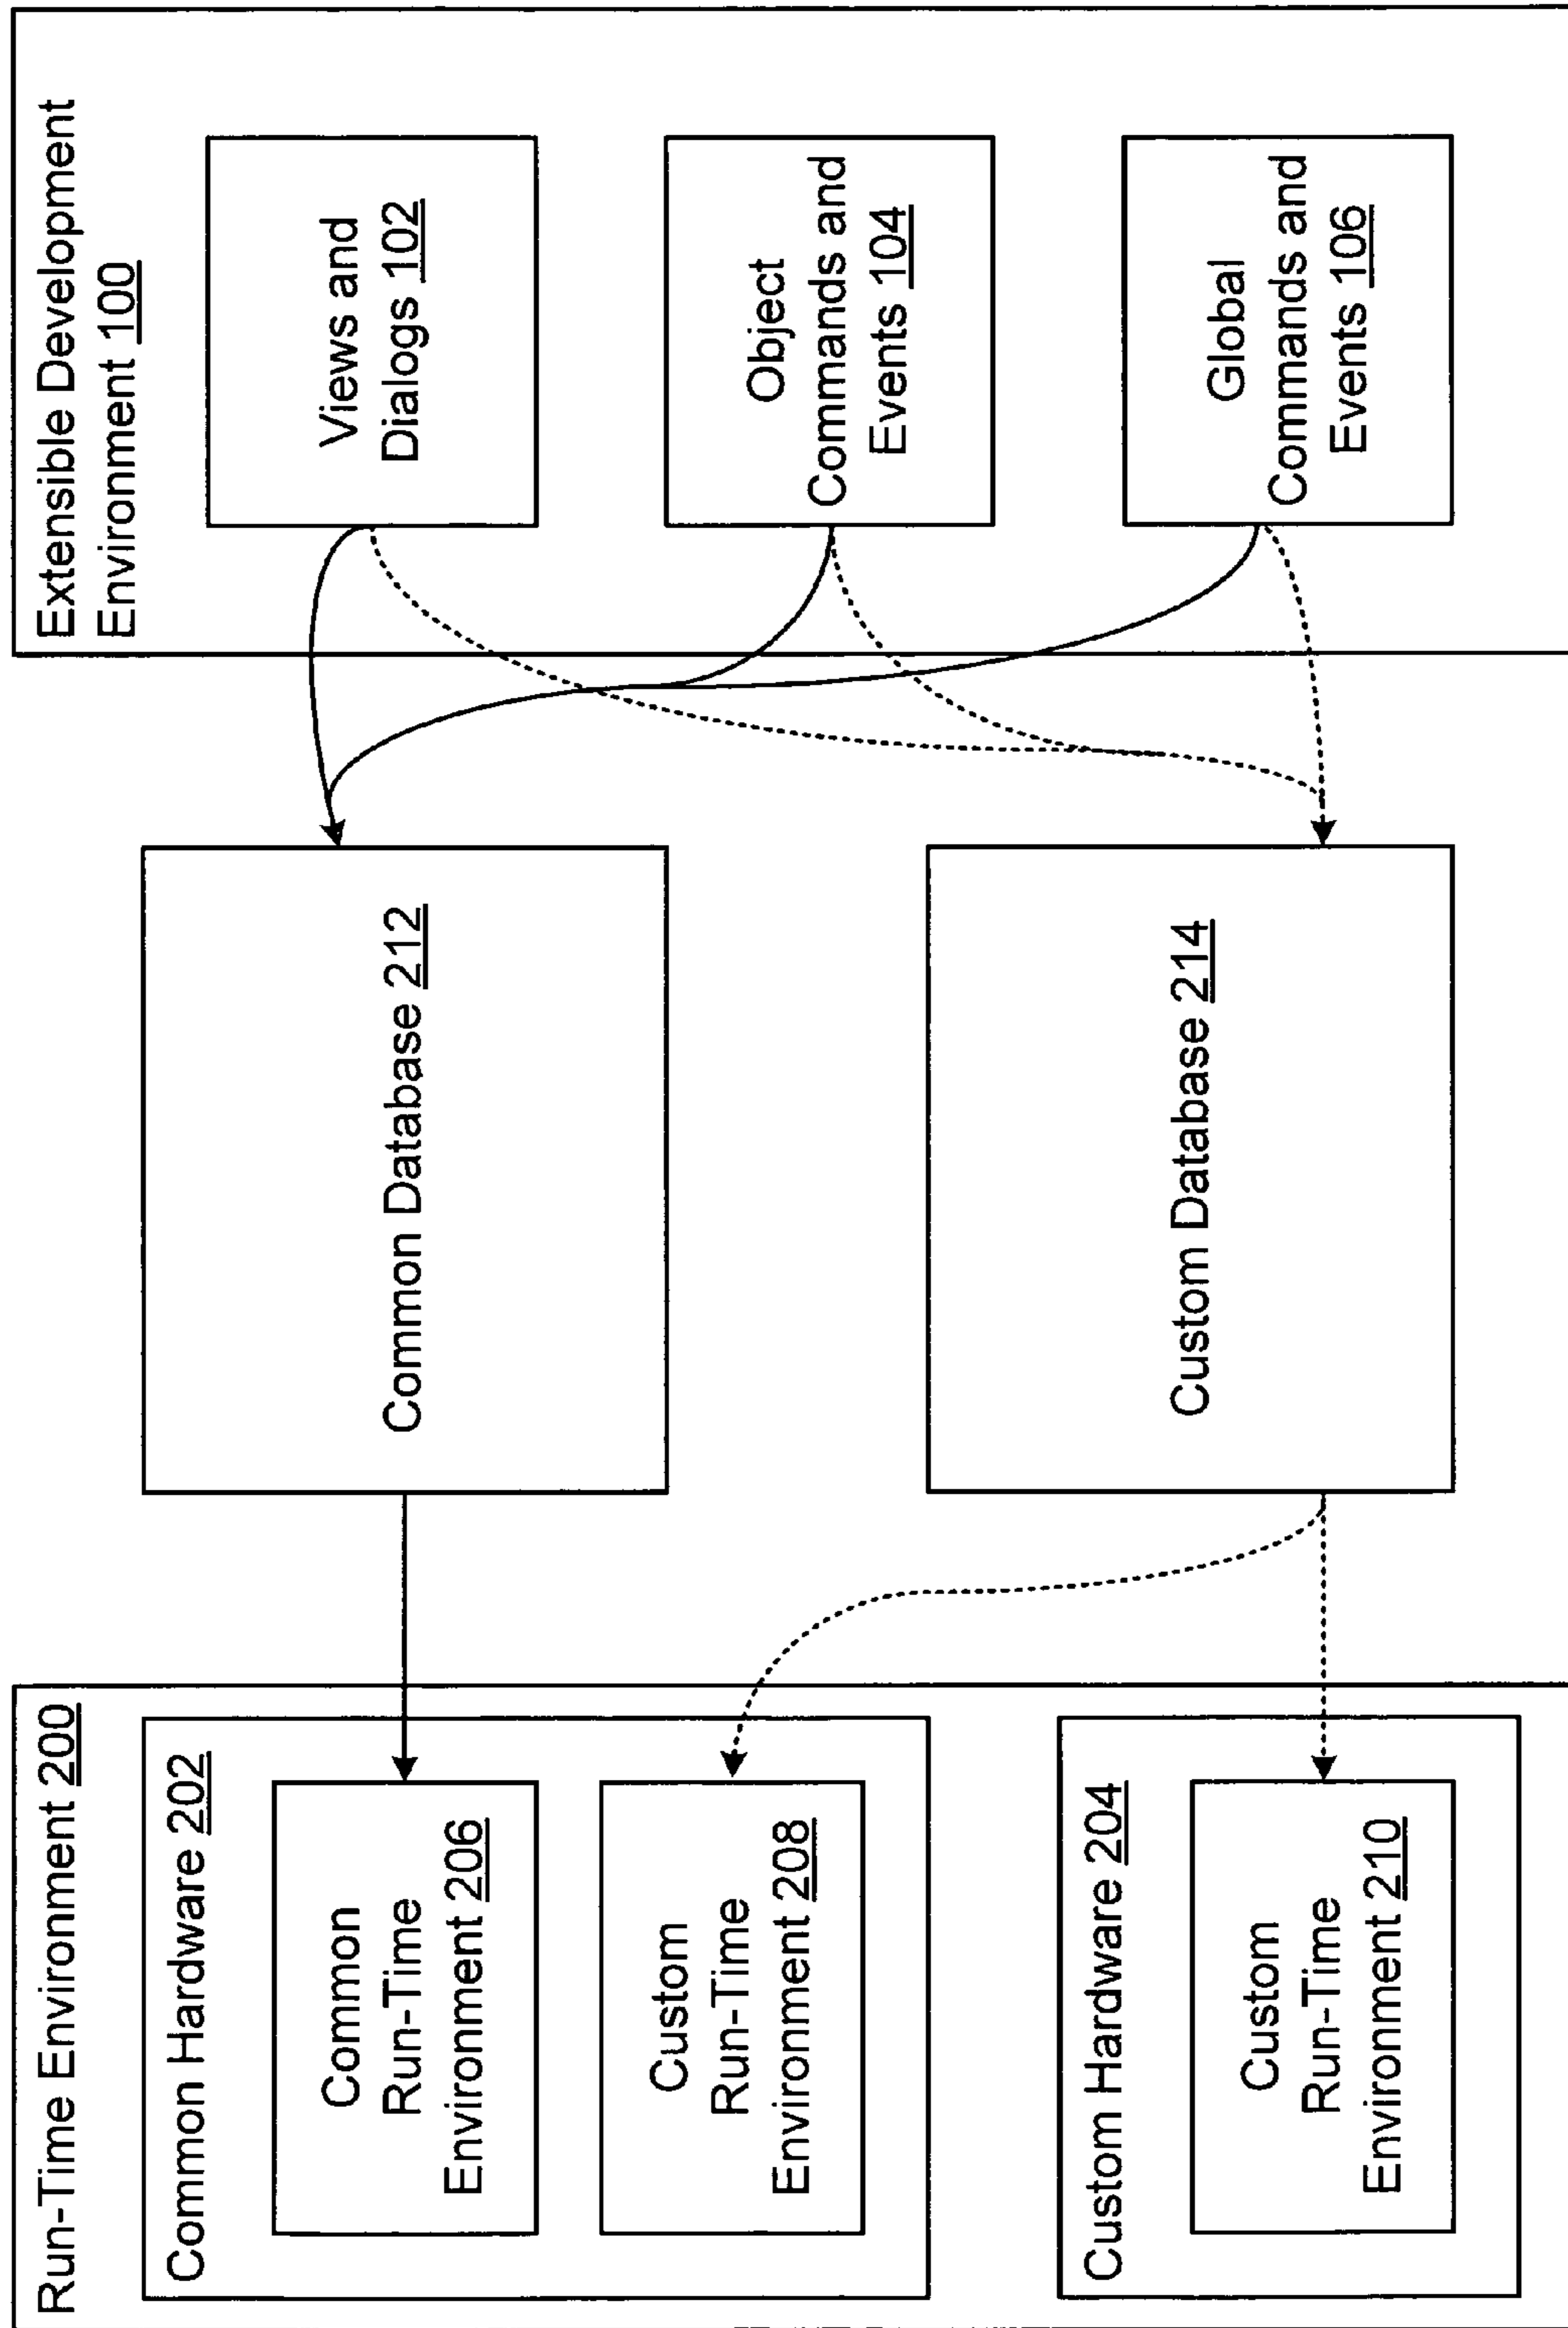 Run-Time Environment 200
Common Hardware 202
Common
Run-Time
Environment 206
Custom
Run-Time
Environment 208
Custom Hardware 204
Custom
Run-Time
Environment 210
Common Database 212
Custom Database 214
Extensible Development
Environment 100
Views and
Dialogs 102
Object
Commands and
Events 104
Global
Commands and
Events 106